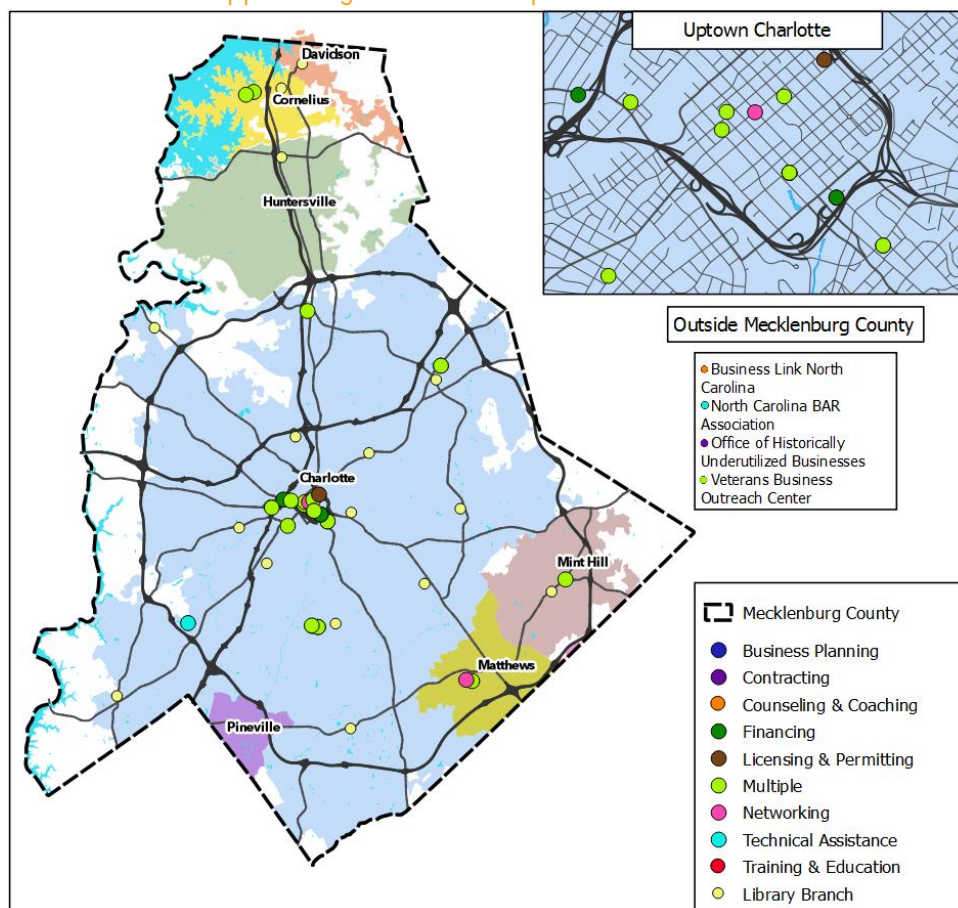 Uptown Charlotte
Davidson
Cornelius
Huntersville
Charlotte
Mint Hill
Matthews
Pineville
Outside Mecklenburg County
Business Link North
Carolina
North Carolina BAR
Association
Office of Historically
Underutilized Businesses
Veterans Business
Outreach Center
Mecklenburg County
Business Planning
Contracting
Counseling & Coaching
Financing
Licensing & Permitting
Multiple
Networking
Technical Assistance
Training & Education
Library Branch